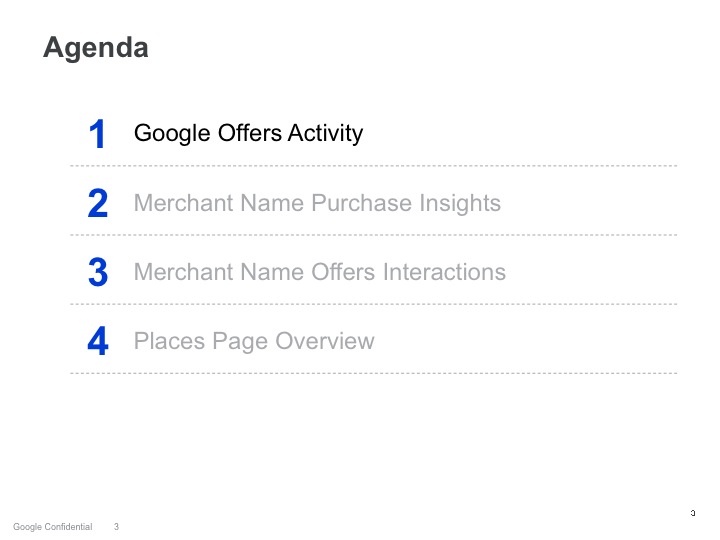 Agenda
1 Google Offers Activity
2 Merchant Name Purchase Insights
3 Merchant Name Offers Interactions
4 Places Page Overview
3
Google Confidential 3